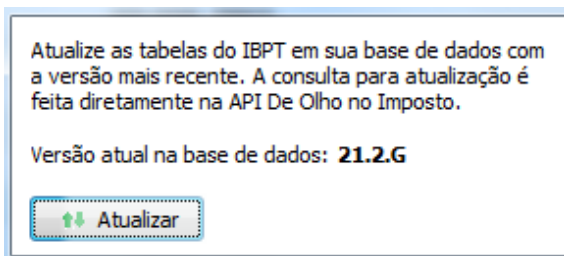 Atualize as tabelas do IBPT em sua base de dados com
a versão mais recente. A consulta para atualização é
feita diretamente na API De Olho no Imposto.
Versão atual na base de dados: 21.2.G
Atualizar